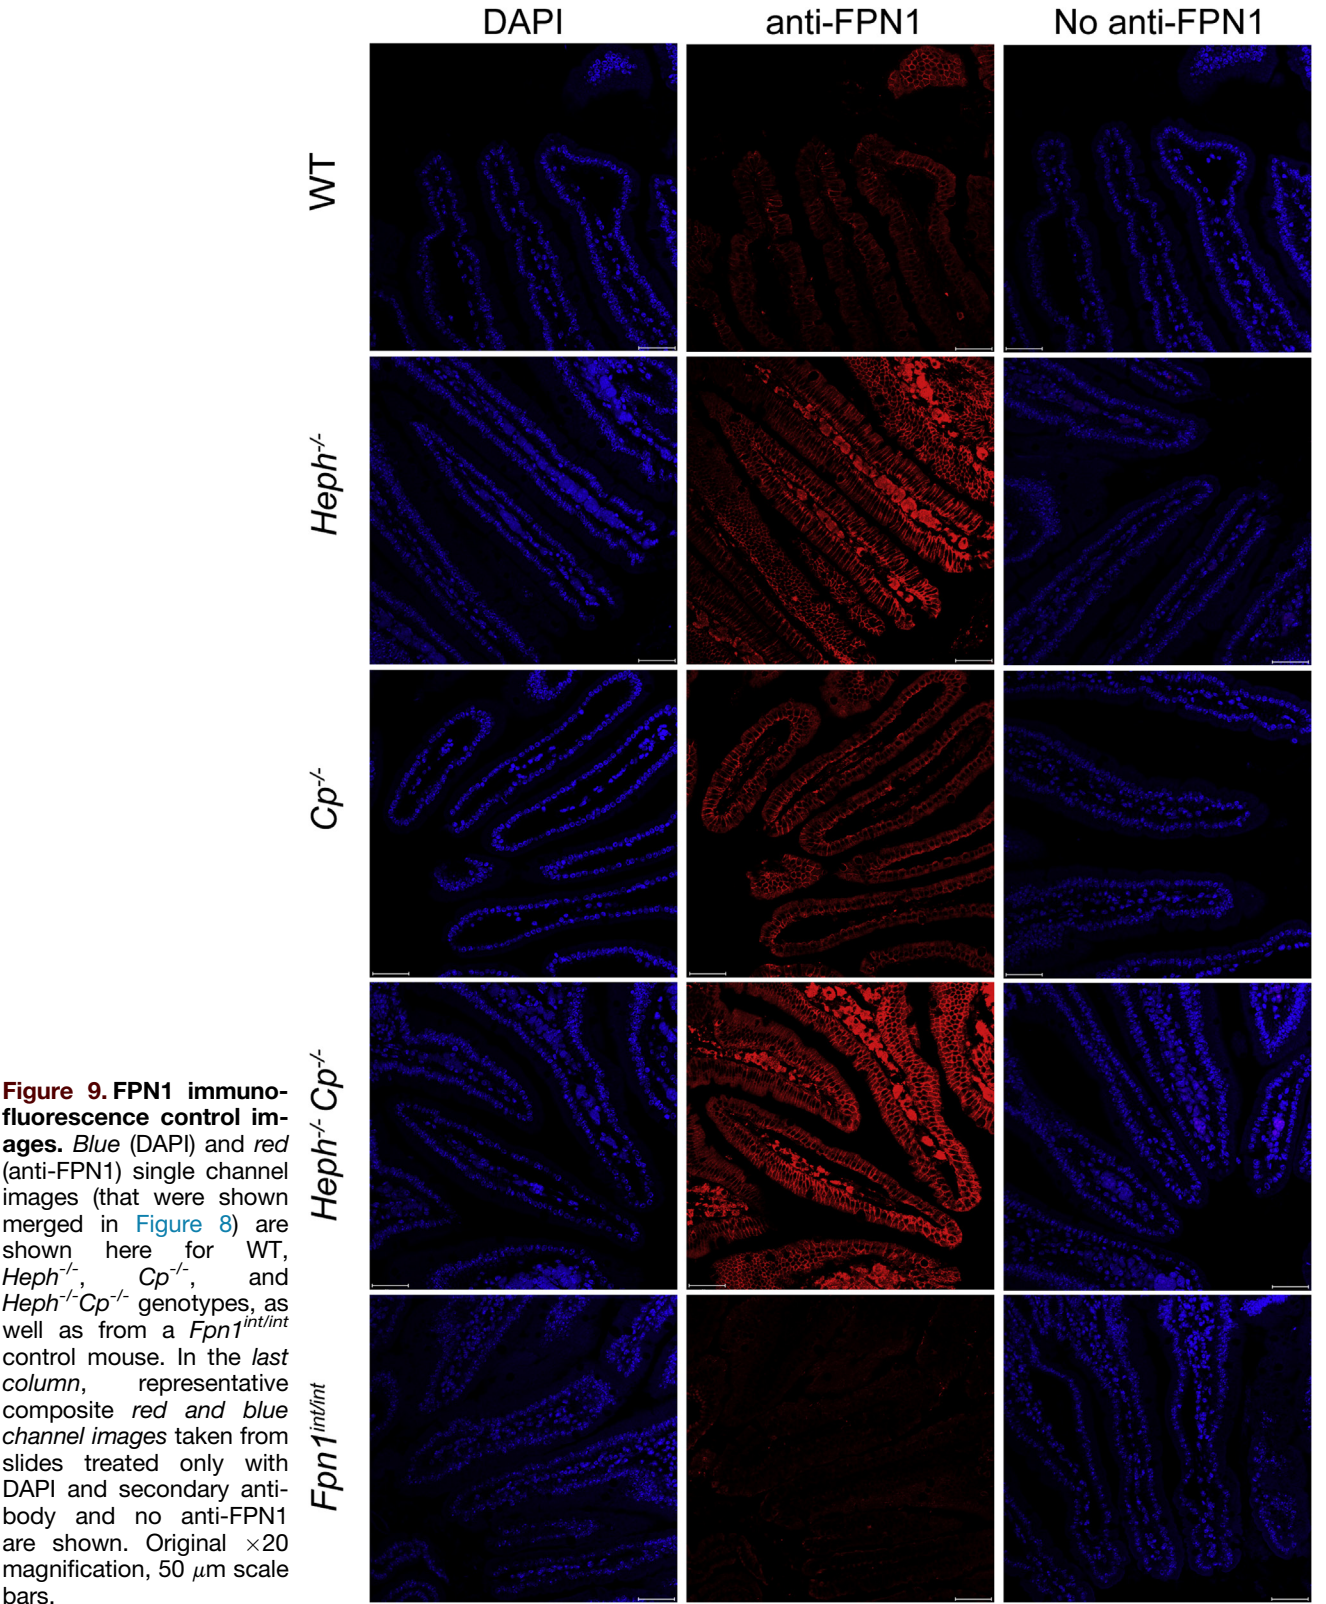 DAPI
anti-FPN1
No anti-FPN1
WT
Heph-/-
Cp-/-
Heph-/- Cp-/-
Fpn1int/int
Figure 9. FPN1 immuno-
fluorescence control im-
ages. Blue (DAPI) and red
(anti-FPN1) single channel
images (that were shown
merged in Figure 8) are
shown here for WT,
Heph-/-, Cp-/-, and
Heph-/-Cp-/- genotypes, as
well as from a Fpn1int/int
control mouse. In the last
column, representative
composite red and blue
channel images taken from
slides treated only with
DAPI and secondary anti-
body and no anti-FPN1
are shown. Original ×20
magnification, 50 μm scale
bars.